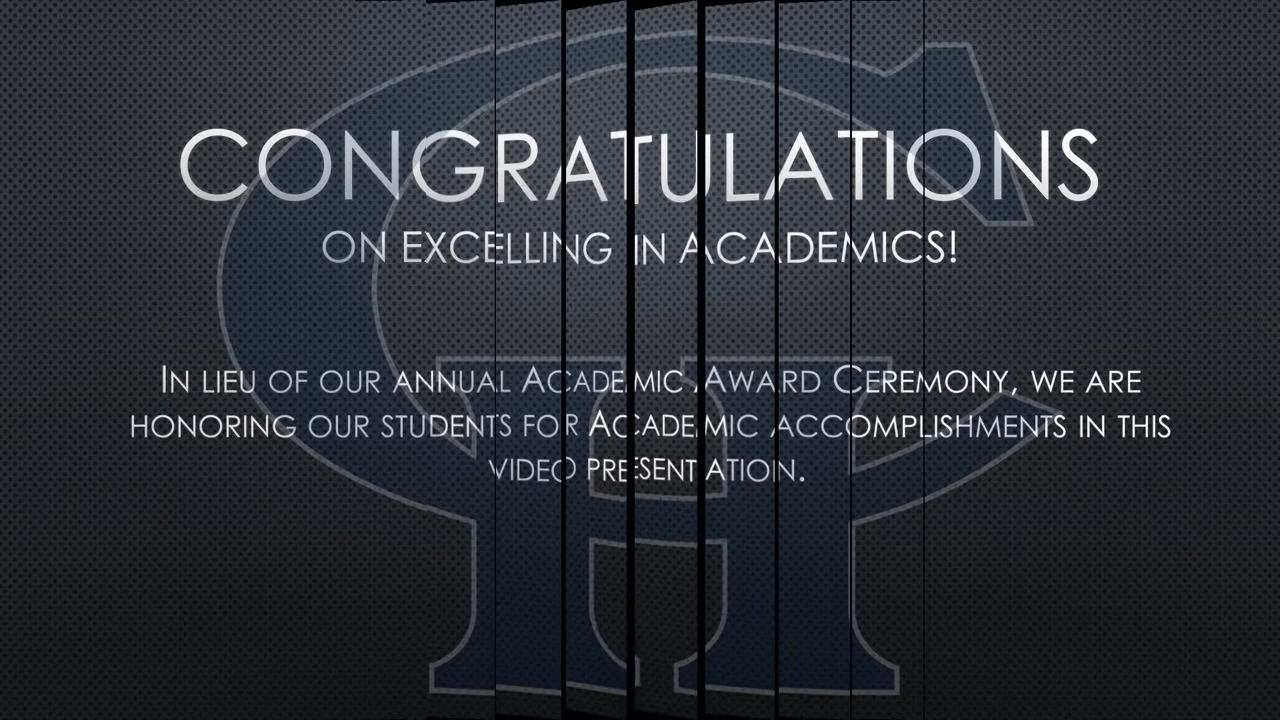 CONGRATULATIONS
ON EXCELLING IN ACADEMICS!
IN LIEU OF OUR ANNUAL ACADEMIC AWARD CEREMONY, WE ARE
HONORING OUR STUDENTS FOR ACADEMIC ACCOMPLISHMENTS IN THIS
VIDEO PRESENTATION.
CH